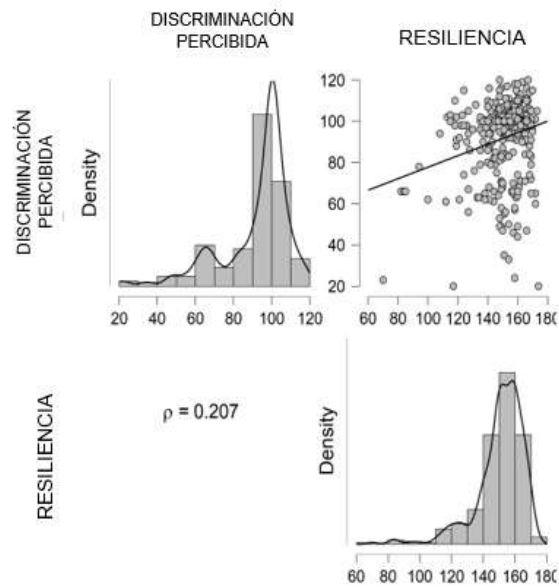 DISCRIMINACIÓN
PERCIBIDA
RESILIENCIA
DISCRIMINACIÓN
PERCIBIDA
Density
20 40 60 80 100 120
120
100
80
60
40
20
60 80 100 120 140 160 180
RESILIENCIA
ρ = 0.207
Density
60 80 100 120 140 160 180